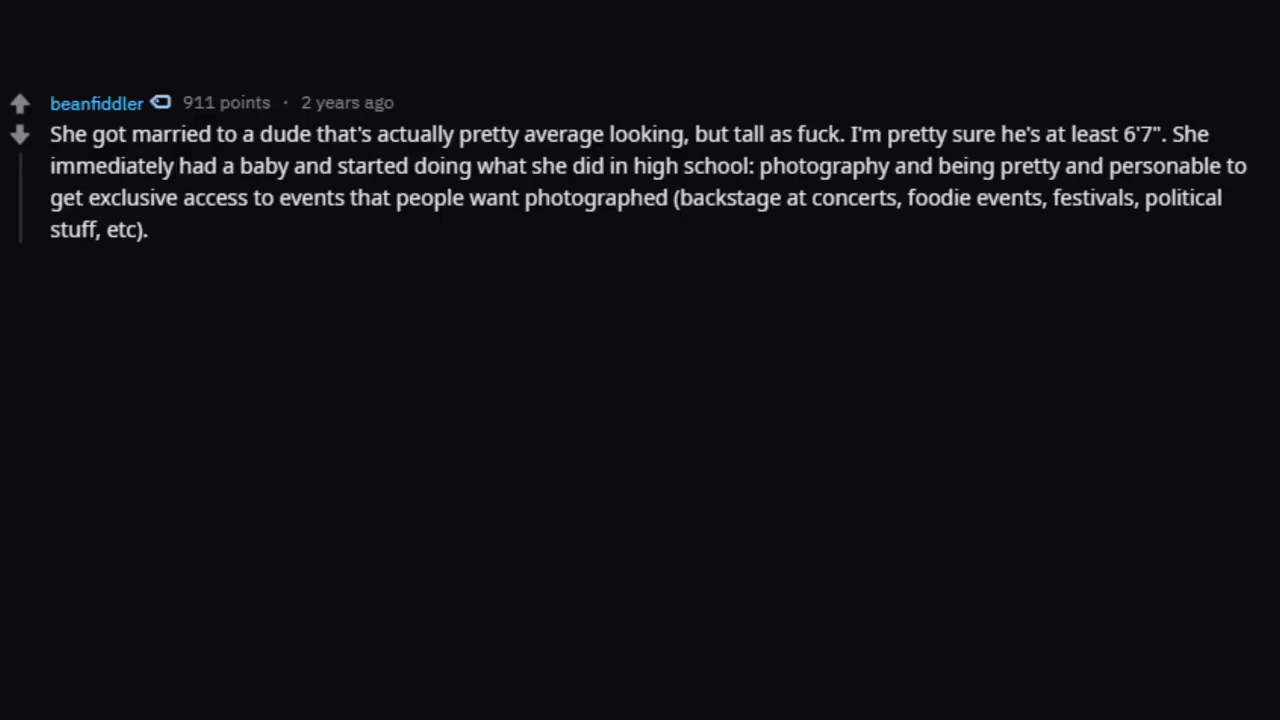 beanfiddler 911 points · 2 years ago
She got married to a dude that's actually pretty average looking, but tall as fuck. I'm pretty sure he's at least 6'7". She
immediately had a baby and started doing what she did in high school: photography and being pretty and personable to
get exclusive access to events that people want photographed (backstage at concerts, foodie events, festivals, political
stuff, etc).